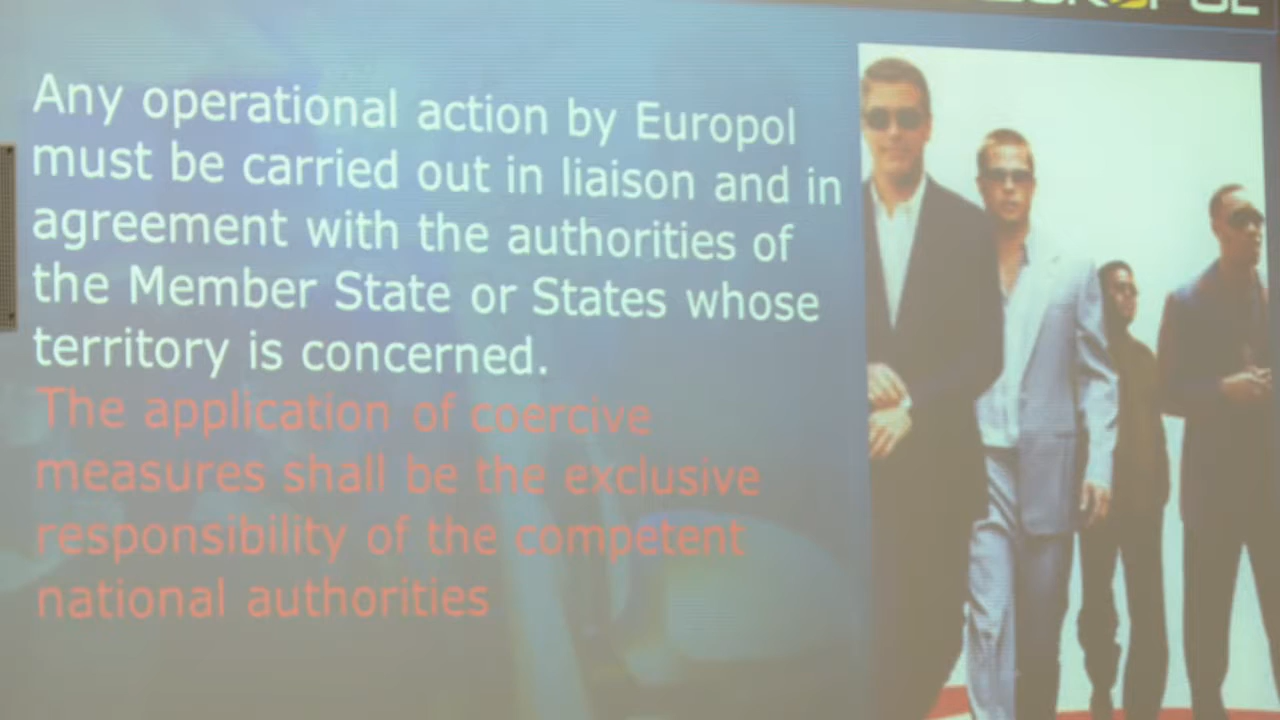 Any operational action by Europol
must be carried out in liaison and in
agreement with the authorities of
the Member State or States whose
territory is concerned.
The application of coercive
measures shall be the exclusive
responsibility of the competent
national authorities